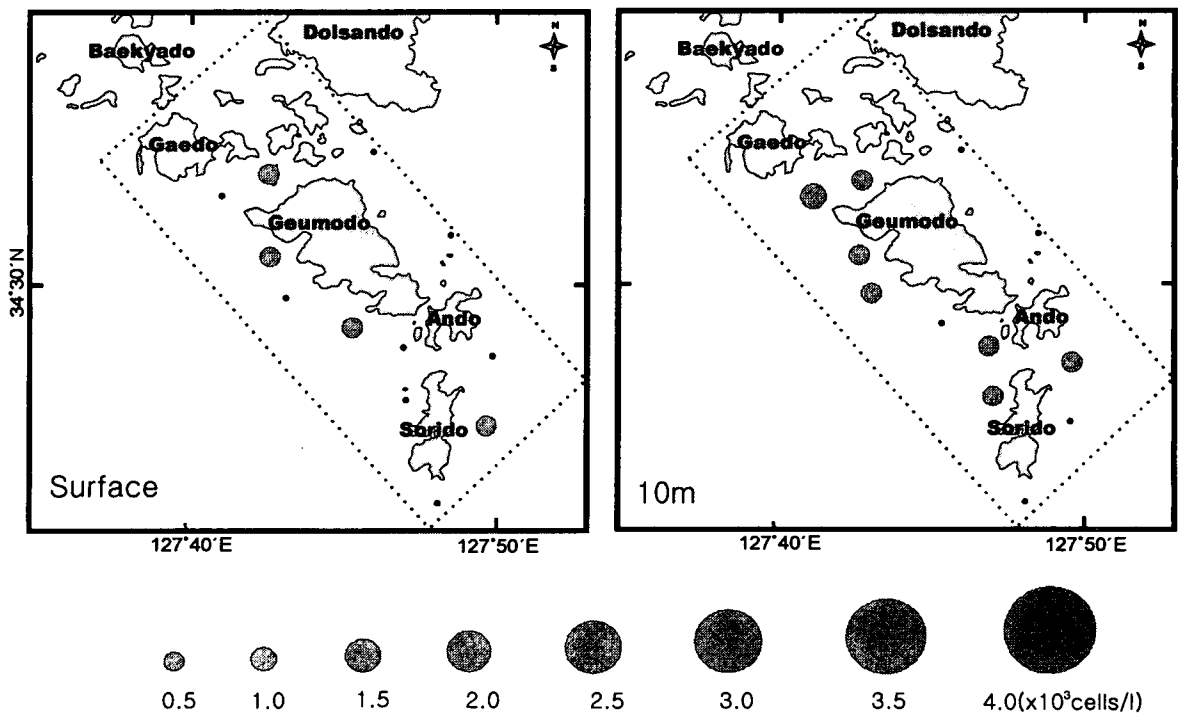 Baekyado
Dolsando
N
S
Gaedo
Geumodo
34°30´N
Ando
Sorido
Surface
127°40´E
127°50´E
Baekyado
Dolsando
N
S
Gaedo
Geumodo
Ando
Sorido
10m
127°40´E
127°50´E
0.5 1.0 1.5 2.0 2.5 3.0 3.5 4.0(x10³cells/l)